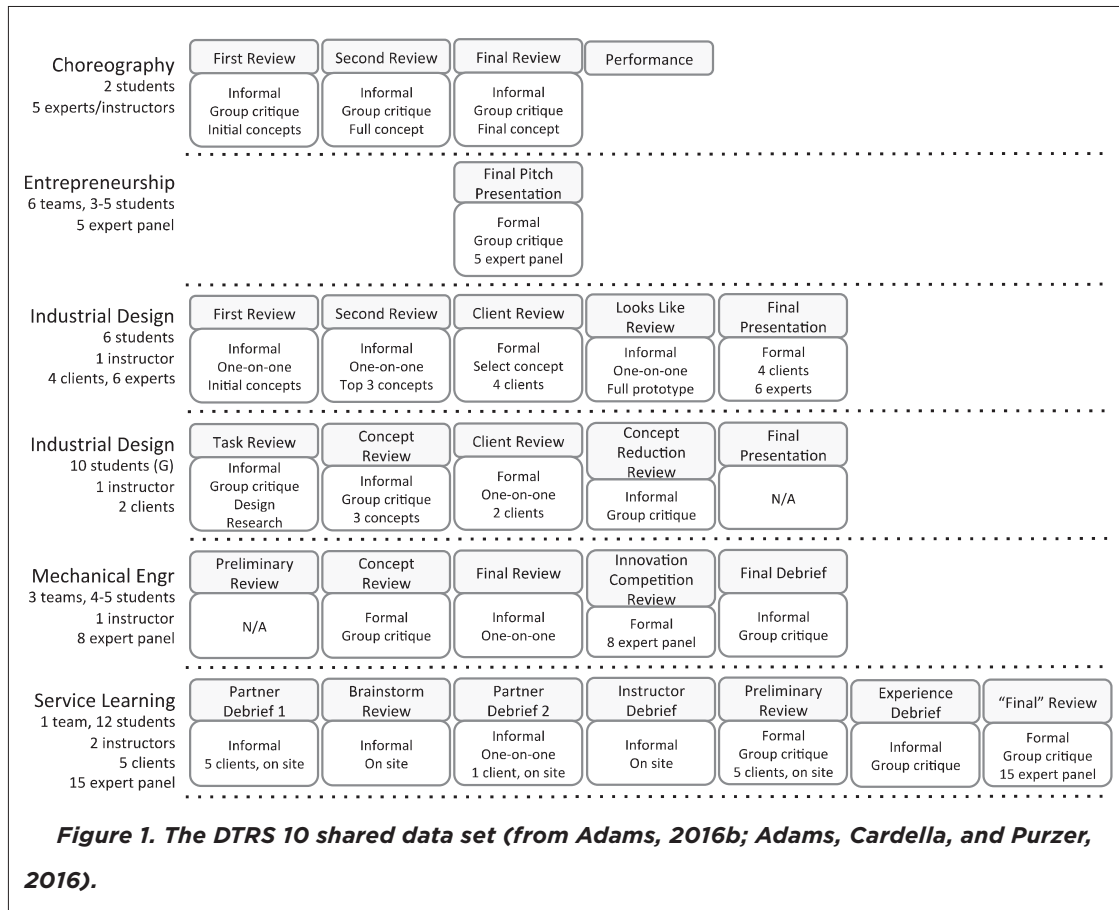 Choreography
2 students
5 experts/instructors
First Review
Informal
Group critique
Initial concepts
Second Review
Informal
Group critique
Full concept
Final Review
Informal
Group critique
Final concept
Performance
Entrepreneurship
6 teams, 3-5 students
5 expert panel
Final Pitch
Presentation
Formal
Group critique
5 expert panel
Industrial Design
6 students
1 instructor
4 clients, 6 experts
First Review
Informal
One-on-one
Initial concepts
Second Review
Informal
One-on-one
Top 3 concepts
Client Review
Formal
Select concept
4 clients
Looks Like
Review
Informal
One-on-one
Full prototype
Final
Presentation
Formal
4 clients
6 experts
Industrial Design
10 students (G)
1 instructor
2 clients
Task Review
Informal
Group critique
Design
Research
Concept
Review
Informal
Group critique
3 concepts
Client Review
Formal
One-on-one
2 clients
Concept
Reduction
Review
Informal
Group critique
Final
Presentation
N/A
Mechanical Engr
3 teams, 4-5 students
1 instructor
8 expert panel
Preliminary
Review
N/A
Concept
Review
Formal
Group critique
Final Review
Informal
One-on-one
Innovation
Competition
Review
Formal
8 expert panel
Final Debrief
Informal
Group critique
Service Learning
1 team, 12 students
2 instructors
5 clients
15 expert panel
Partner
Debrief 1
Informal
5 clients, on site
Brainstorm
Review
Informal
On site
Partner
Debrief 2
Informal
One-on-one
1 client, on site
Instructor
Debrief
Informal
On site
Preliminary
Review
Formal
Group critique
5 clients, on site
Experience
Debrief
Informal
Group critique
“Final” Review
Formal
Group critique
15 expert panel
Figure 1. The DTRS 10 shared data set (from Adams, 2016b; Adams, Cardella, and Purzer,
2016).